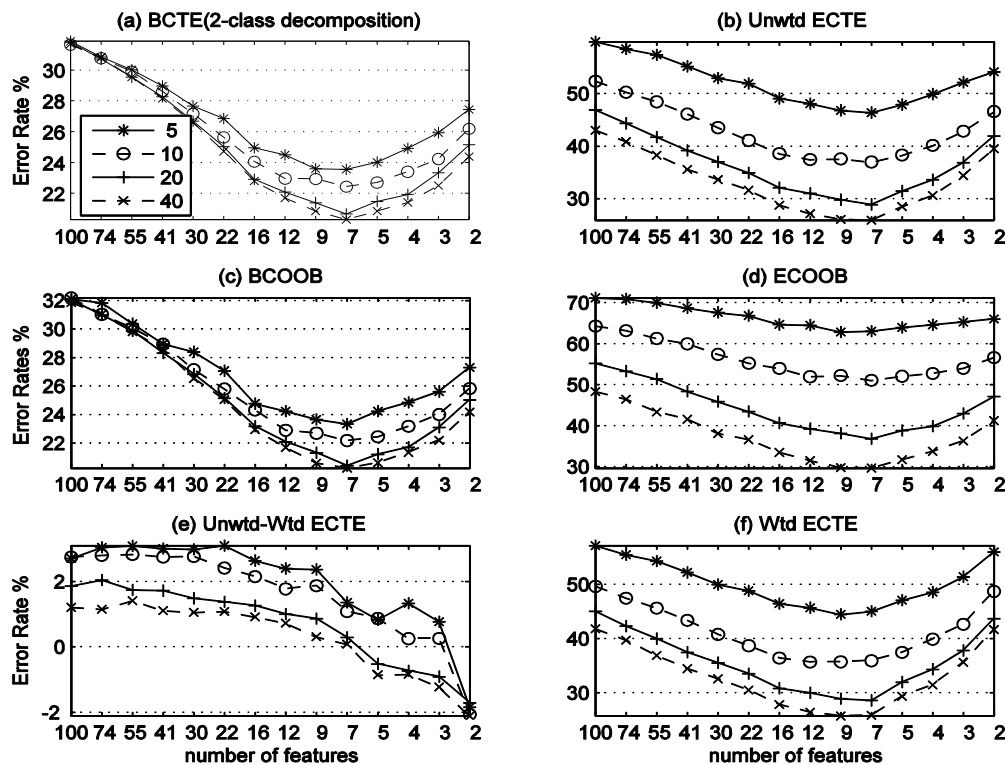 (a) BCTE(2-class decomposition)
Error Rate %
30
28
26
24
22
5
10
20
40
100 74 55 41 30 22 16 12 9 7 5 4 3 2
(b) Unwtd ECTE
50
40
30
100 74 55 41 30 22 16 12 9 7 5 4 3 2
(c) BCOOB
Error Rates %
32
30
28
26
24
22
100 74 55 41 30 22 16 12 9 7 5 4 3 2
(d) ECOOB
70
60
50
40
30
100 74 55 41 30 22 16 12 9 7 5 4 3 2
(e) Unwtd-Wtd ECTE
Error Rate %
2
0
-2
100 74 55 41 30 22 16 12 9 7 5 4 3 2
number of features
(f) Wtd ECTE
50
40
30
100 74 55 41 30 22 16 12 9 7 5 4 3 2
number of features